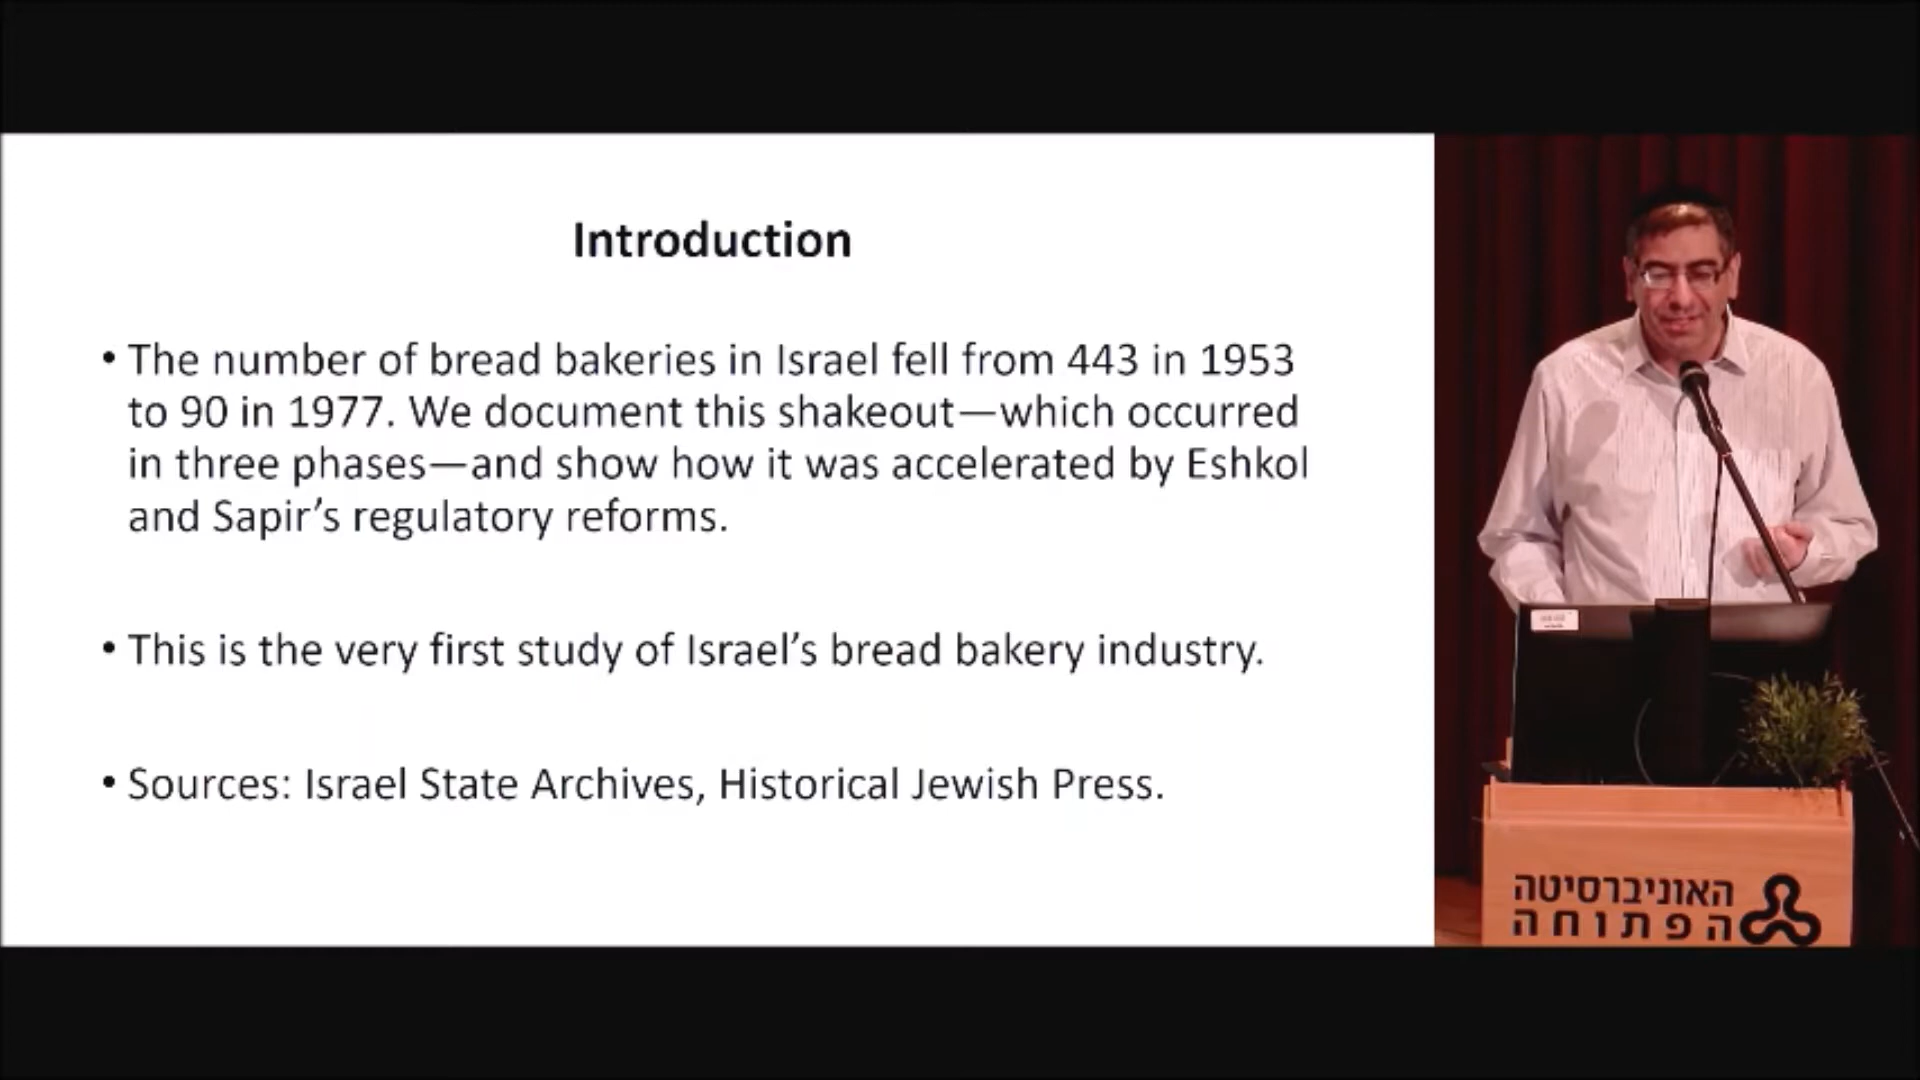 Introduction
• The number of bread bakeries in Israel fell from 443 in 1953
to 90 in 1977. We document this shakeout—which occurred
in three phases—and show how it was accelerated by Eshkol
and Sapir’s regulatory reforms.
• This is the very first study of Israel’s bread bakery industry.
• Sources: Israel State Archives, Historical Jewish Press.
האוניברסיטה
הפתוחה